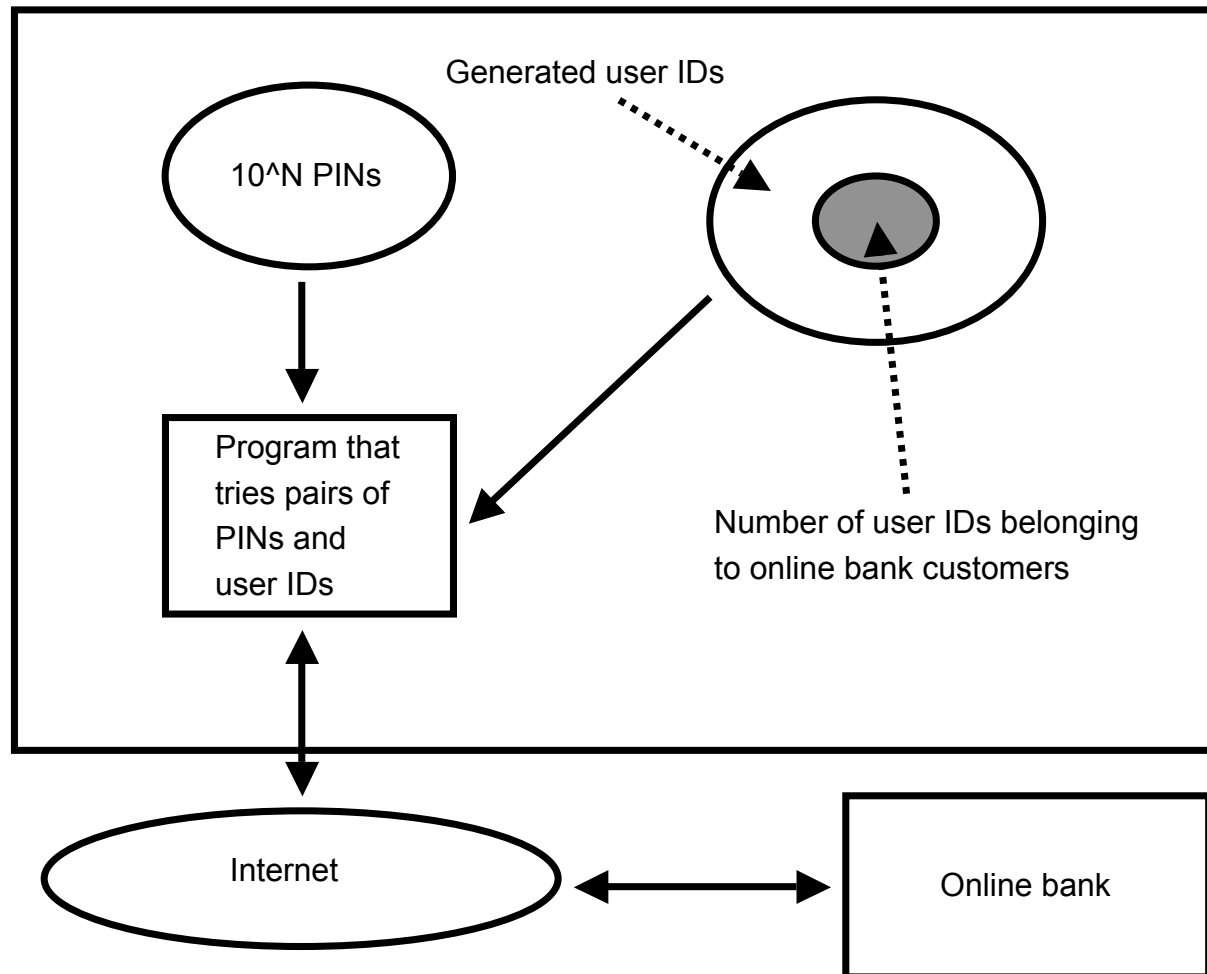 Generated user IDs
10^N PINs
Program that
tries pairs of
PINs and
user IDs
Number of user IDs belonging
to online bank customers
Internet
Online bank